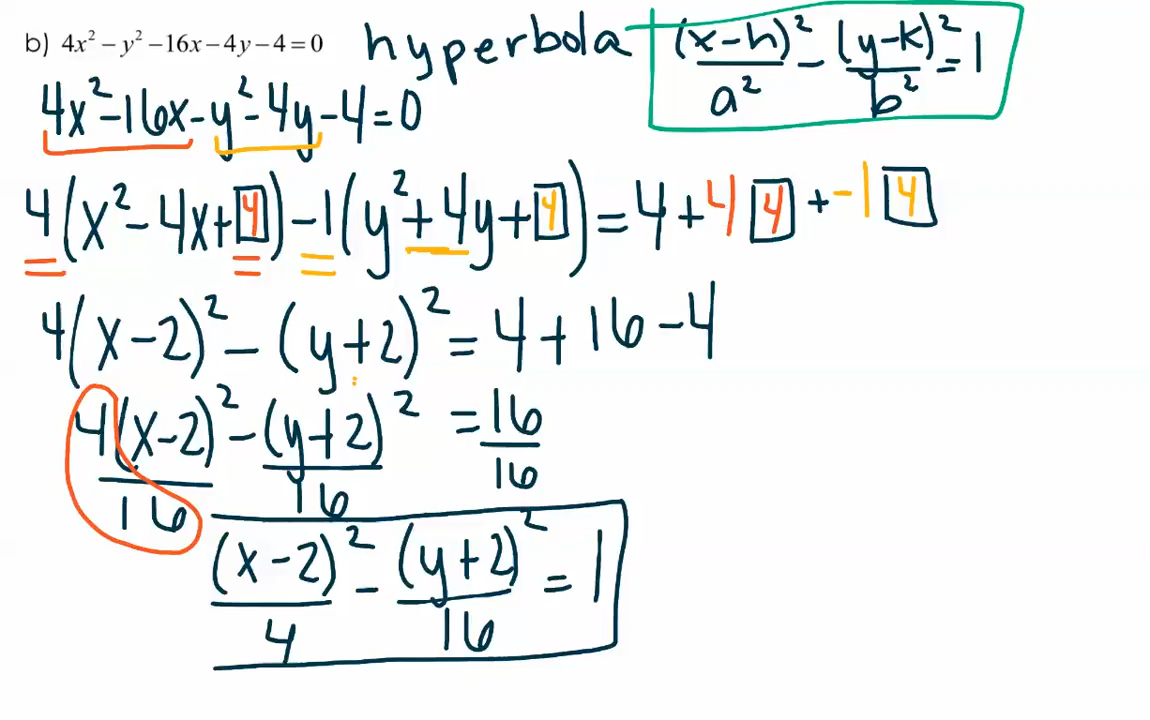 b) 4x² − y² − 16x − 4y − 4 = 0 hyperbola (x−h)²/a² − (y−k)²/b² = 1
4x² − 16x − y² − 4y − 4 = 0
4(x² − 4x + 4) − 1(y² + 4y + 4) = 4 + 4 4 + −1 4
4(x−2)² − (y+2)² = 4 + 16 − 4
4(x−2)²/16 − (y+2)²/16 = 16/16
(x−2)²/4 − (y+2)²/16 = 1